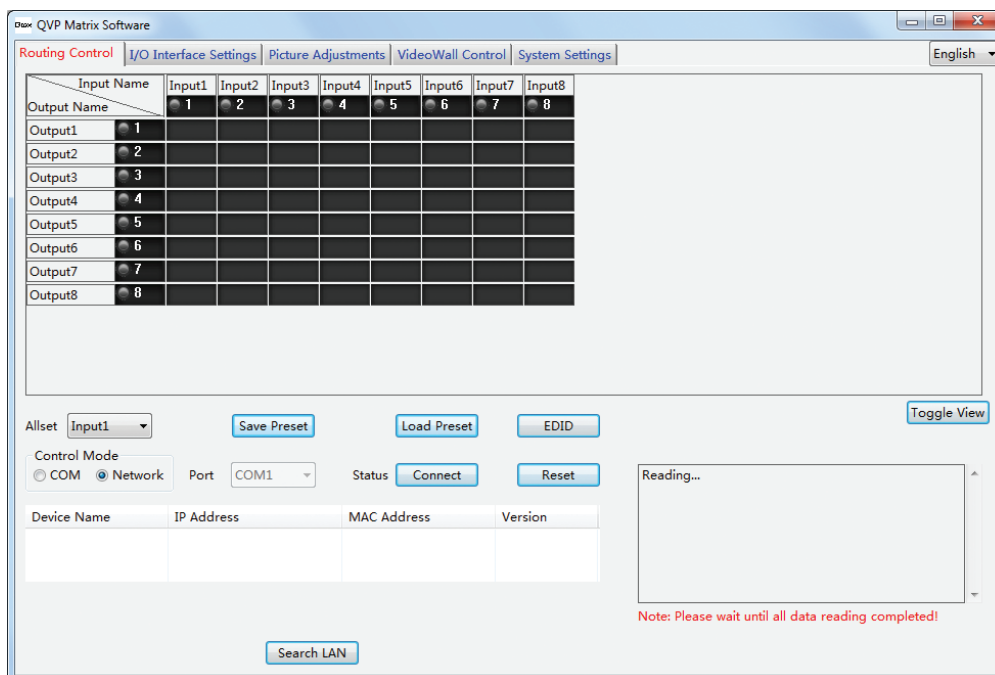 QVP Matrix Software
Routing Control I/O Interface Settings Picture Adjustments VideoWall Control System Settings English
Input Name Input1 Input2 Input3 Input4 Input5 Input6 Input7 Input8
Output Name 1 2 3 4 5 6 7 8
Output1 1
Output2 2
Output3 3
Output4 4
Output5 5
Output6 6
Output7 7
Output8 8
Toggle View
Allset Input1 Save Preset Load Preset EDID
Control Mode
COM Network Port COM1 Status Connect Reset Reading...
Device Name IP Address MAC Address Version
Note: Please wait until all data reading completed!
Search LAN